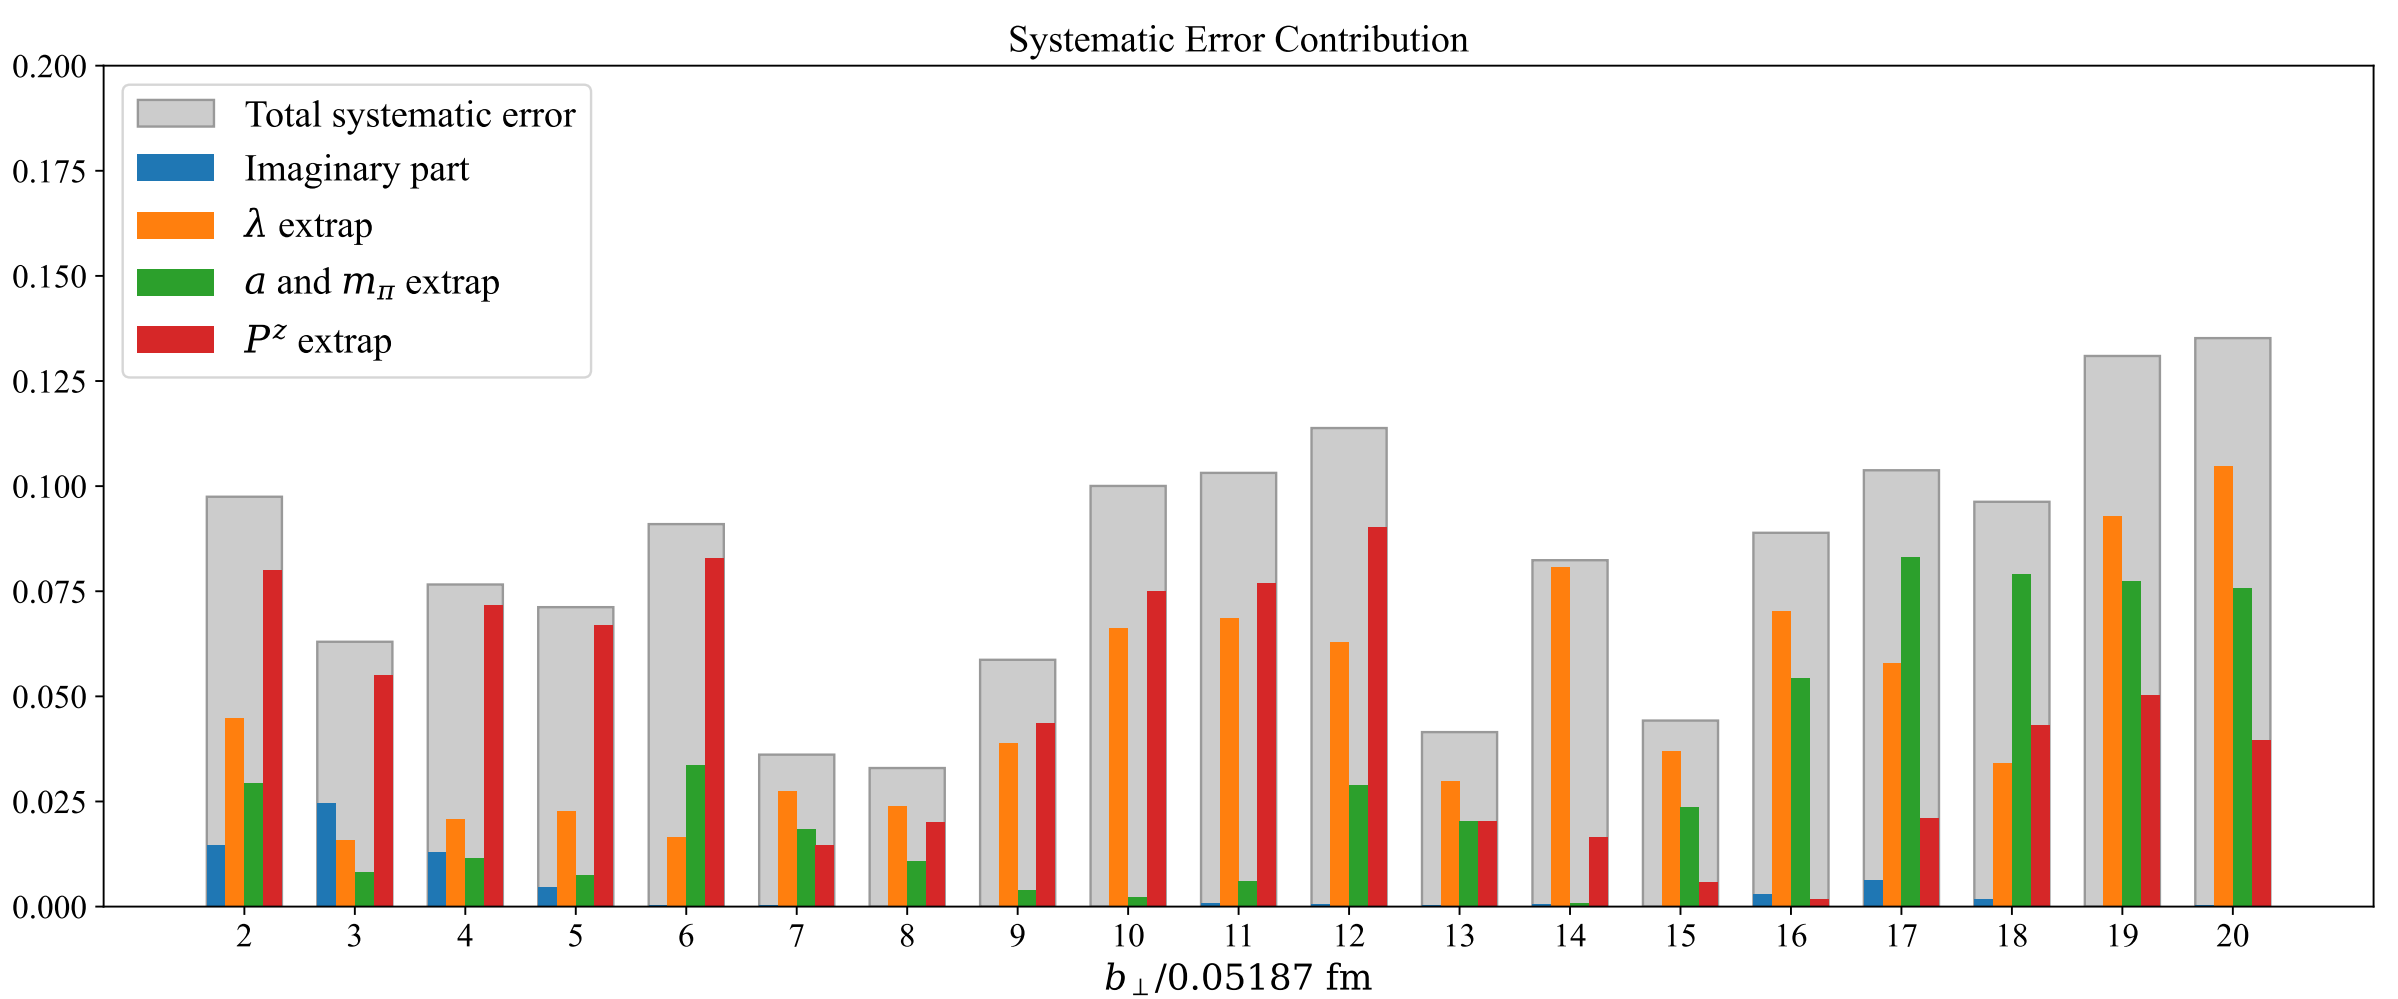 Systematic Error Contribution
0.200
0.175
0.150
0.125
0.100
0.075
0.050
0.025
0.000
Total systematic error
Imaginary part
λ extrap
a and m_π extrap
P^z extrap
2 3 4 5 6 7 8 9 10 11 12 13 14 15 16 17 18 19 20
b_⊥/0.05187 fm